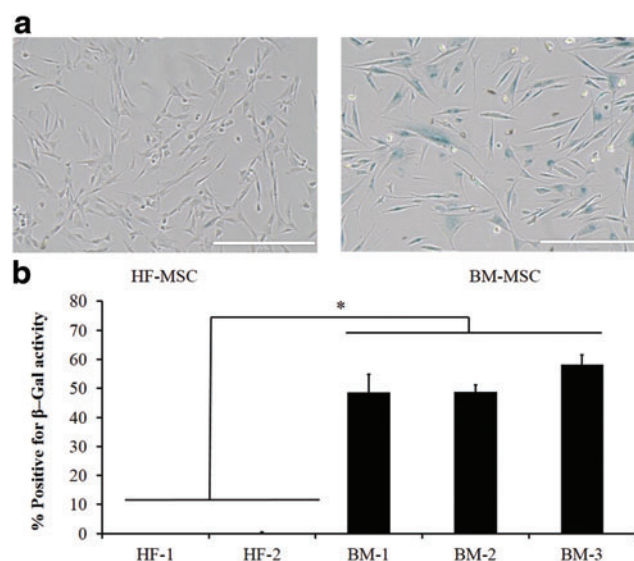 a
HF-MSC
BM-MSC
b
*
% Positive for β-Gal activity
80
70
60
50
40
30
20
10
0
HF-1
HF-2
BM-1
BM-2
BM-3